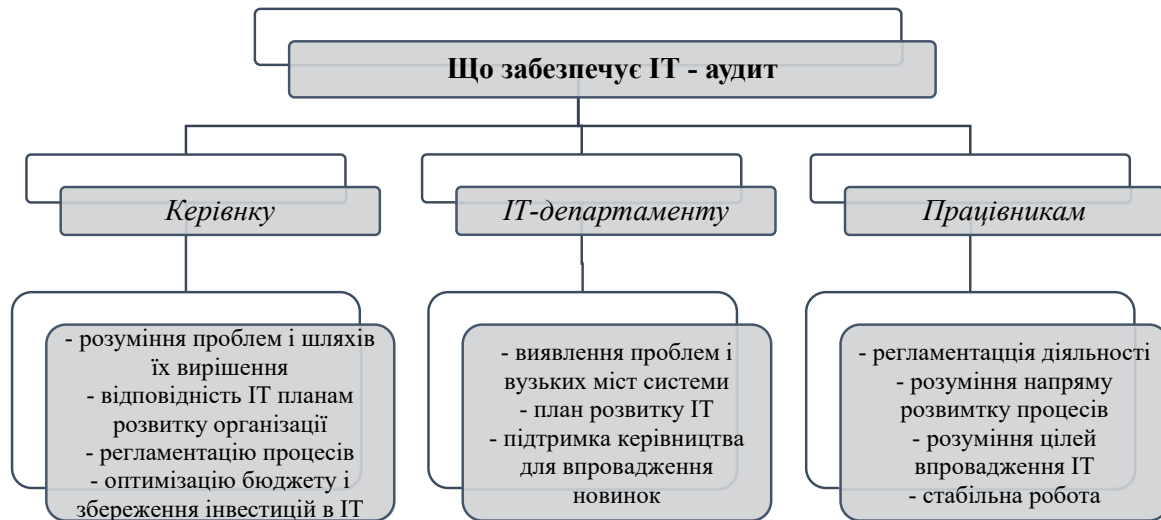 Що забезпечує ІТ - аудит
Керівнку
ІТ-департаменту
Працівникам
- розуміння проблем і шляхів
їх вирішення
- відповідність ІТ планам
розвитку організації
- регламентацію процесів
- оптимізацію бюджету і
збереження інвестицій в ІТ
- виявлення проблем і
вузьких міст системи
- план розвитку ІТ
- підтримка керівництва
для впровадження
новинок
- регламентацція діяльності
- розуміння напряму
розвимтку процесів
- розуміння цілей
впровадження ІТ
- стабільна робота